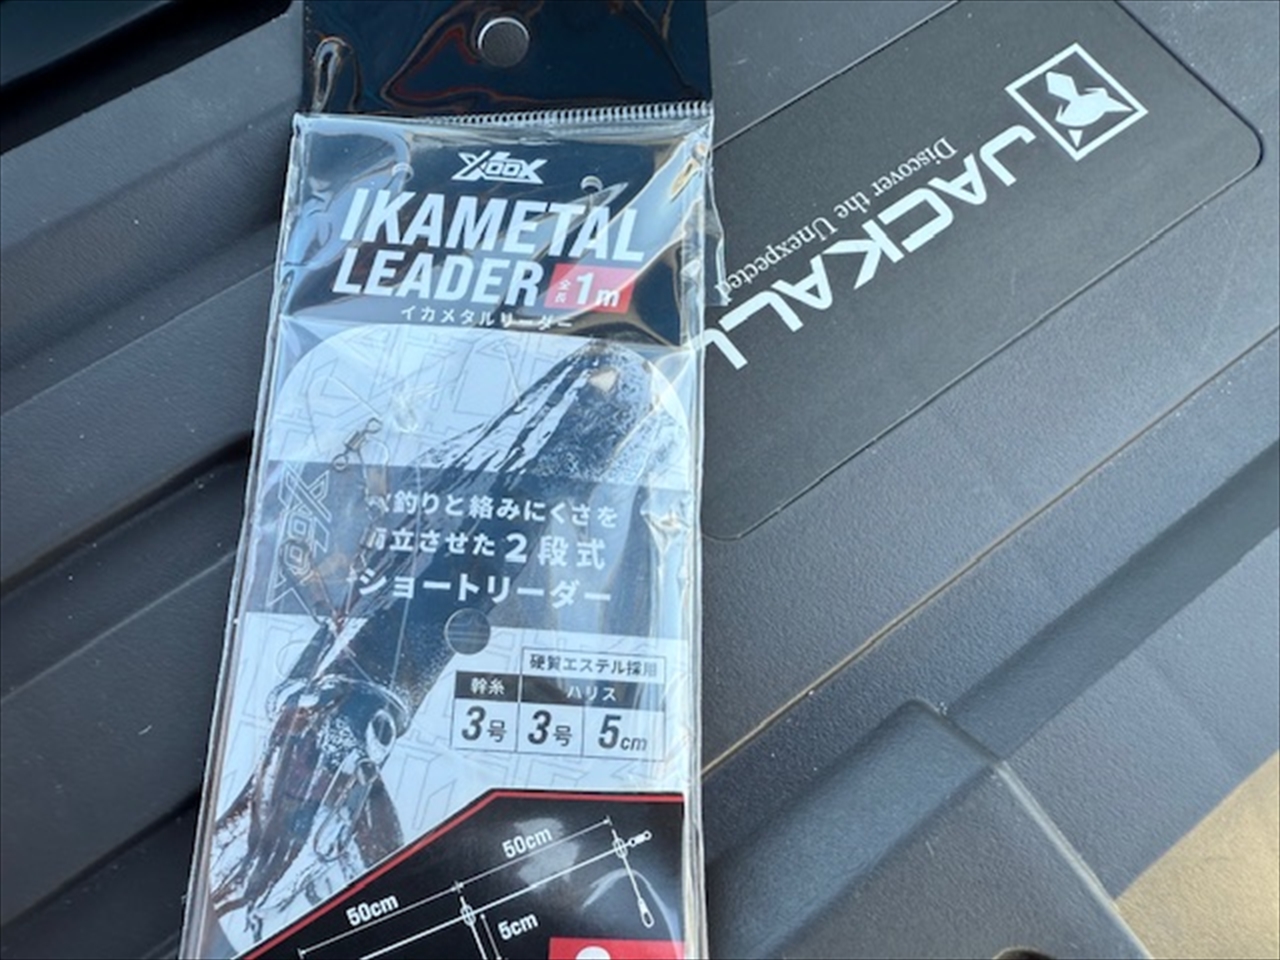 XOOX
IKAMETAL
LEADER 全長 1m
イカメタルリーダー
釣りと絡みにくさを
両立させた2段式
ショートリーダー
硬質エステル採用
幹糸 ハリス
3号 3号 5cm
50cm
50cm
5cm
XOOX
JACKALL
Discover the Unexpected